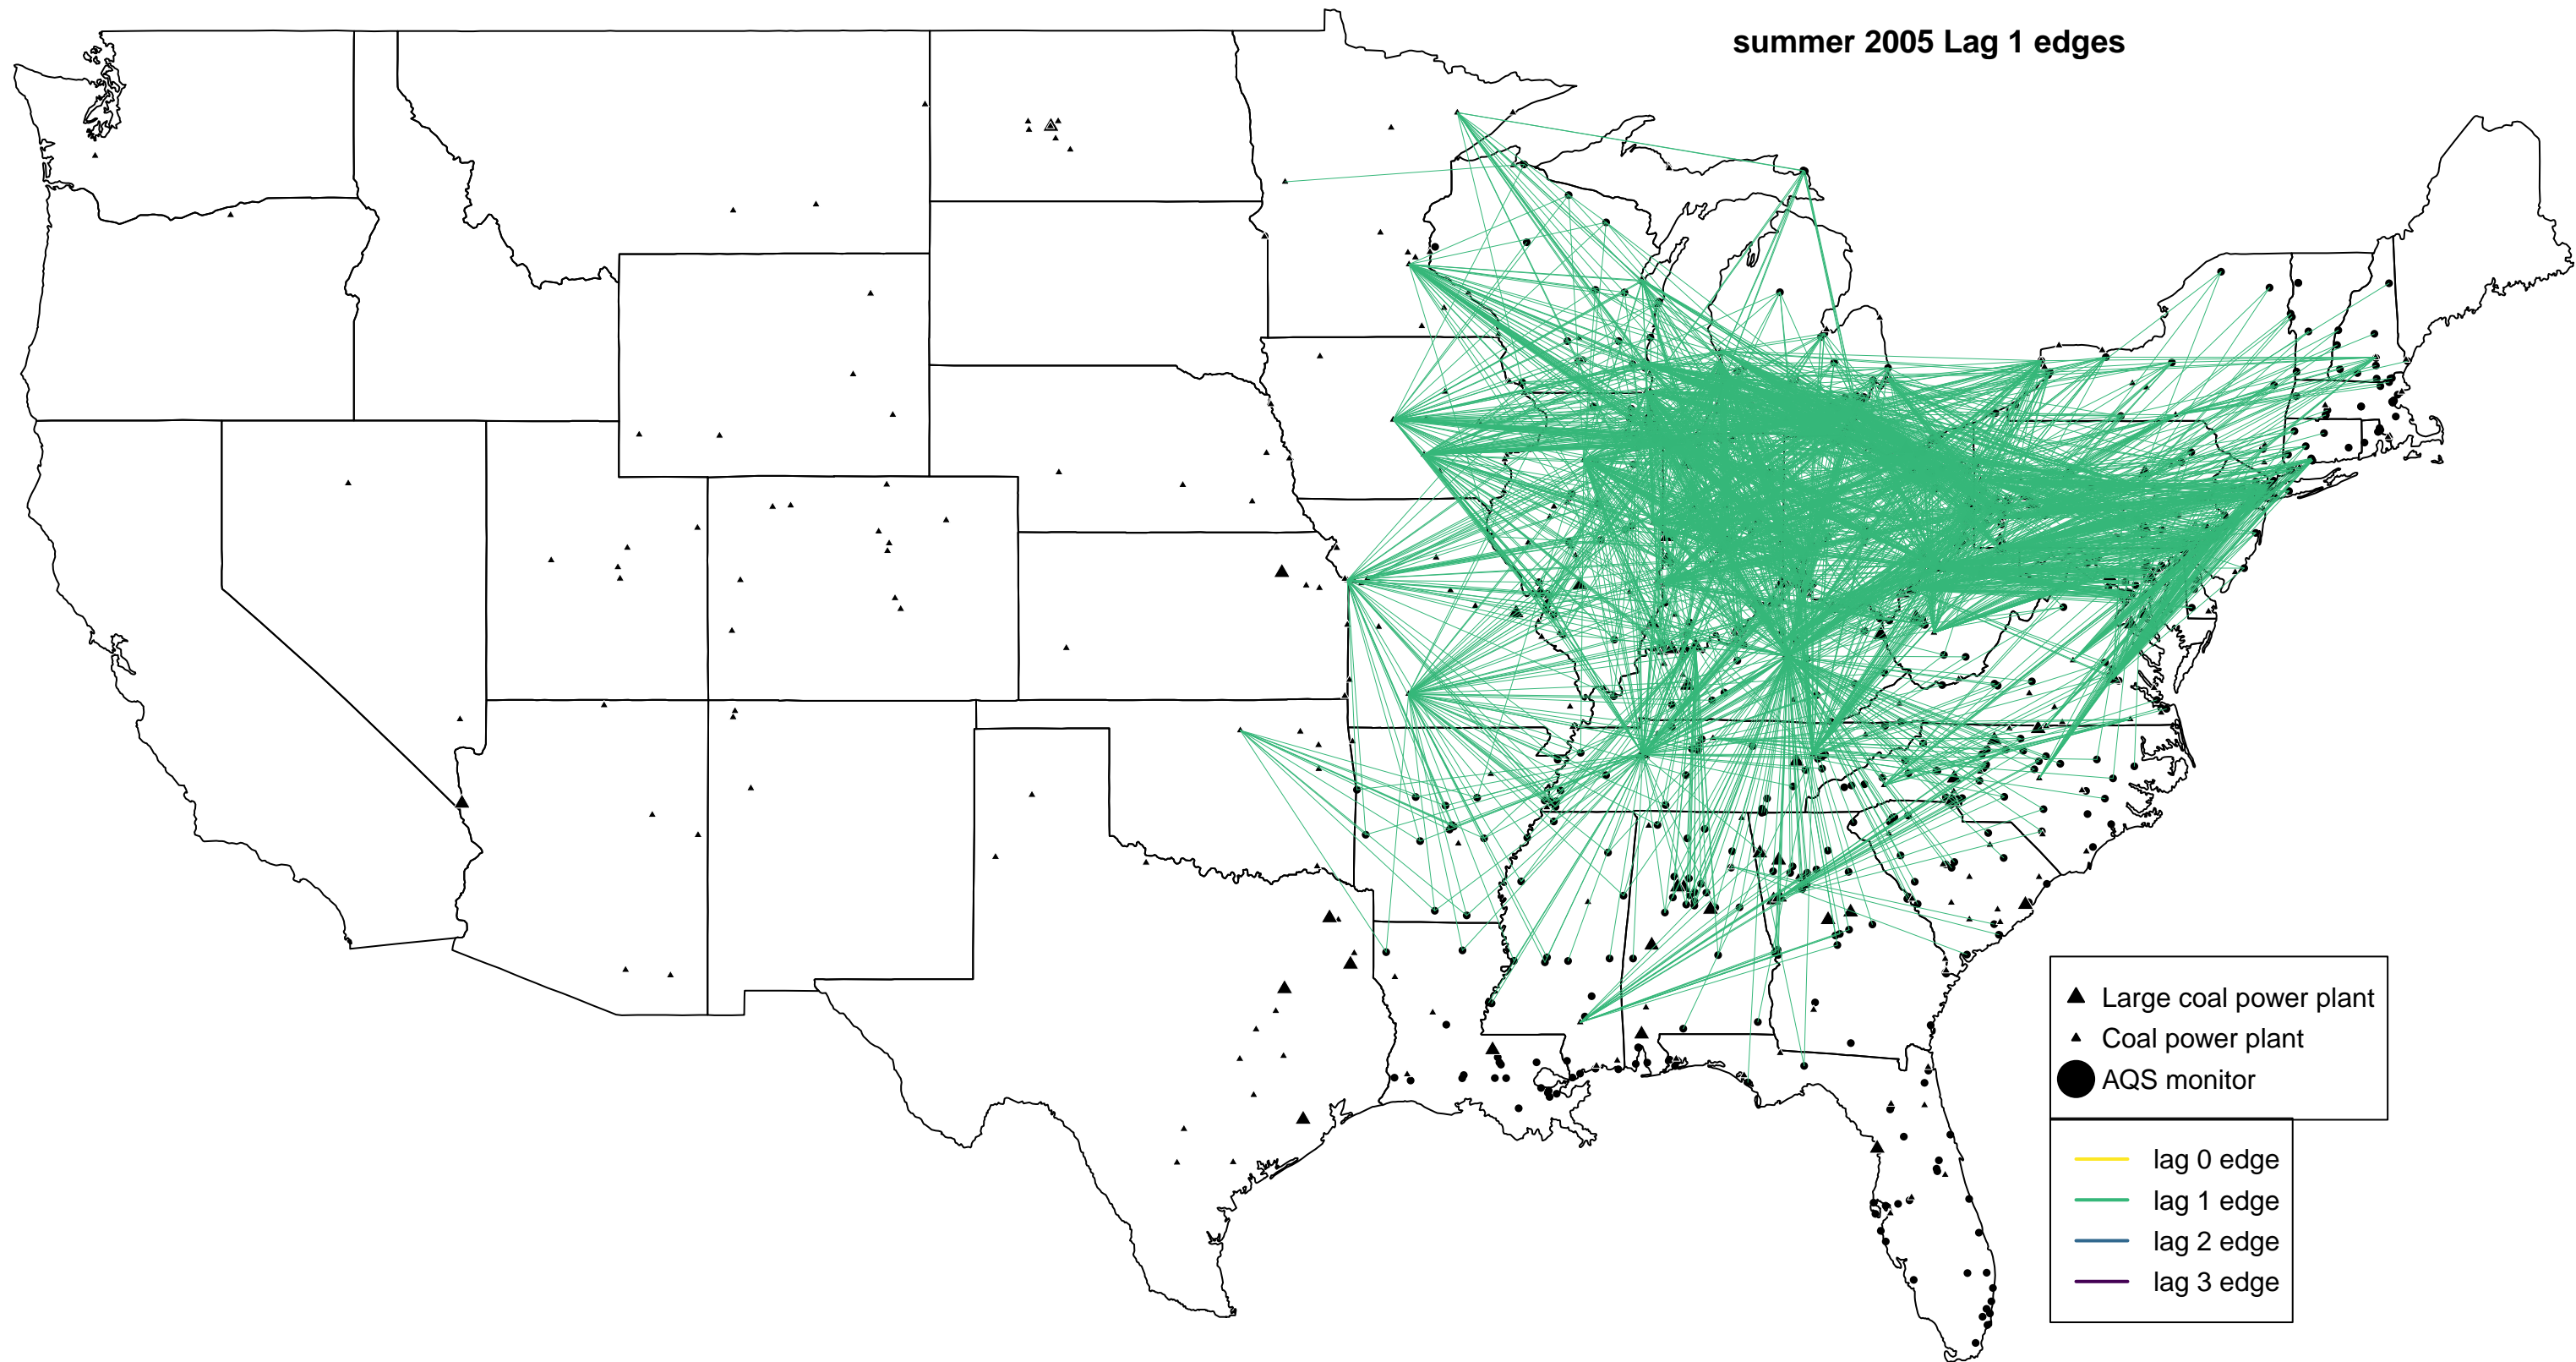 summer 2005 Lag 1 edges
Large coal power plant
Coal power plant
AQS monitor
lag 0 edge
lag 1 edge
lag 2 edge
lag 3 edge